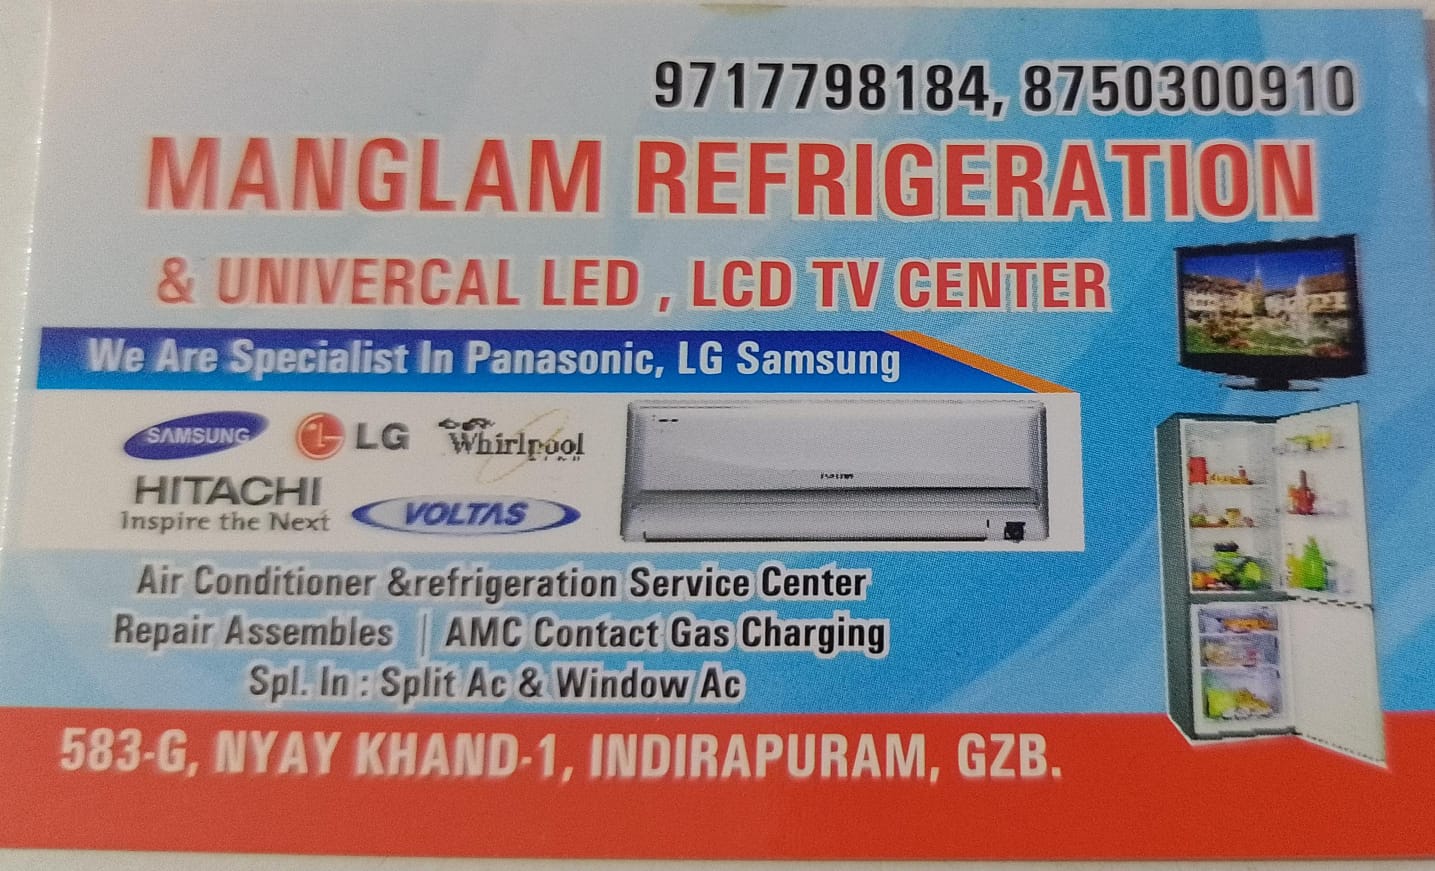 9717798184, 8750300910
MANGLAM REFRIGERATION
& UNIVERCAL LED , LCD TV CENTER
We Are Specialist In Panasonic, LG Samsung
SAMSUNG LG Whirlpool
HITACHI
Inspire the Next
VOLTAS
Air Conditioner &refrigeration Service Center
Repair Assembles | AMC Contact Gas Charging
Spl. In : Split Ac & Window Ac
583-G, NYAY KHAND-1, INDIRAPURAM, GZB.